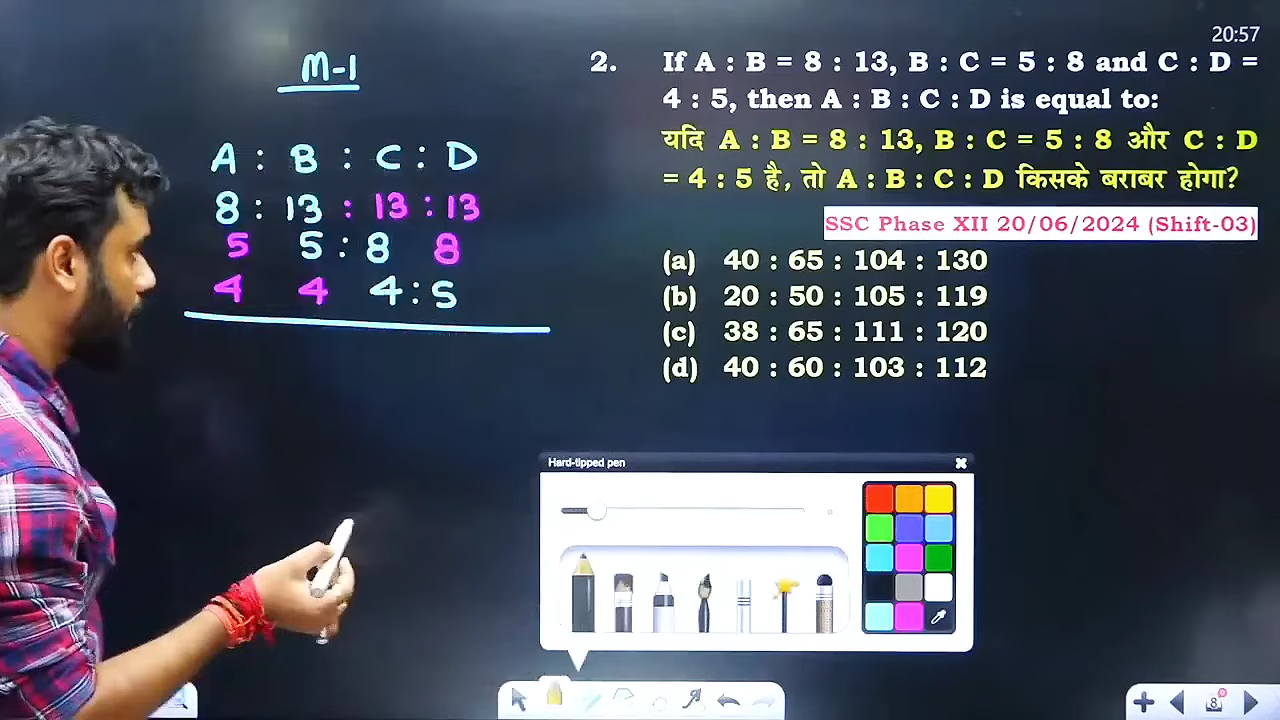 20:57
M-1
A : B : C : D
8 : 13 : 13 : 13
5 5 : 8 8
4 4 4 : 5
2. If A : B = 8 : 13, B : C = 5 : 8 and C : D =
4 : 5, then A : B : C : D is equal to:
यदि A : B = 8 : 13, B : C = 5 : 8 और C : D
= 4 : 5 है, तो A : B : C : D किसके बराबर होगा?
SSC Phase XII 20/06/2024 (Shift-03)
(a) 40 : 65 : 104 : 130
(b) 20 : 50 : 105 : 119
(c) 38 : 65 : 111 : 120
(d) 40 : 60 : 103 : 112
Hard-tipped pen
8